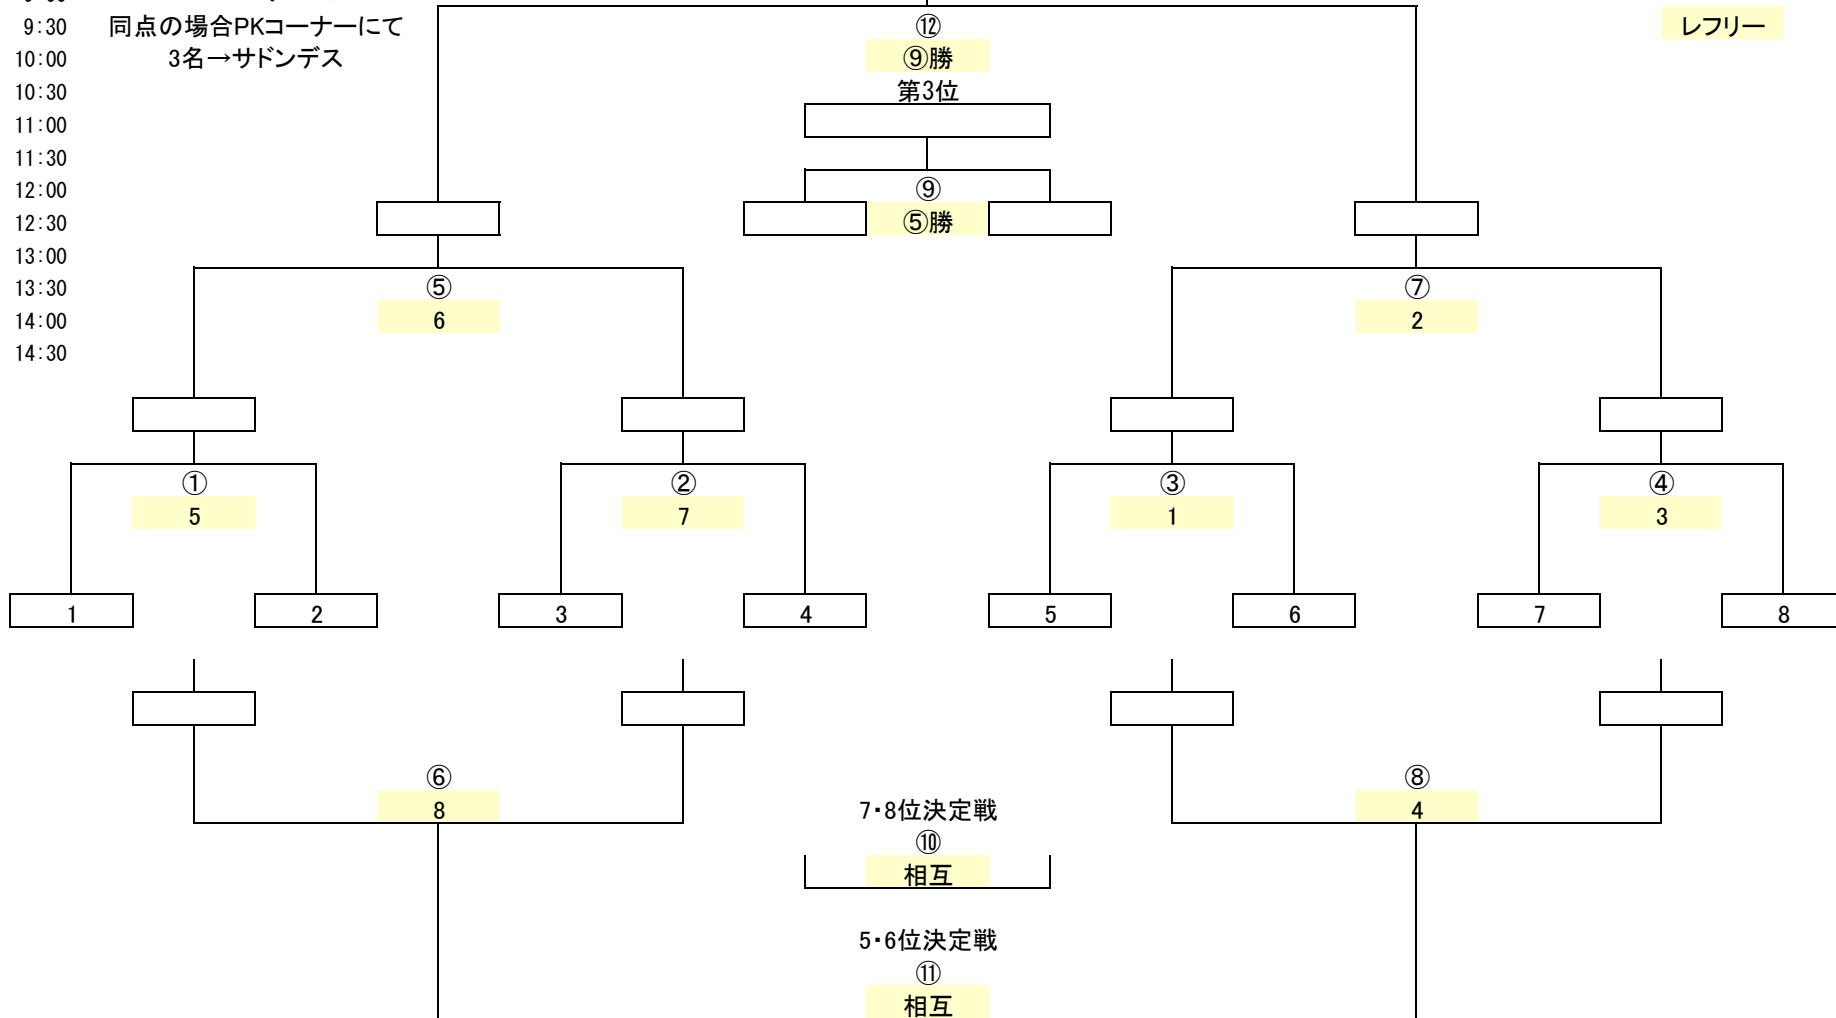 9:30 同点の場合PKコーナーにて ⑫ レフリー
10:00 3名→サドンデス ⑨勝
10:30 第3位
11:00
11:30
12:00 ⑨
12:30 ⑤勝
13:00
13:30 ⑤ ⑦
14:00 6 2
14:30
① ② ③ ④
5 7 1 3
1 2 3 4 5 6 7 8
⑥ ⑧
8 7・8位決定戦 4
⑩
相互
5・6位決定戦
⑪
相互